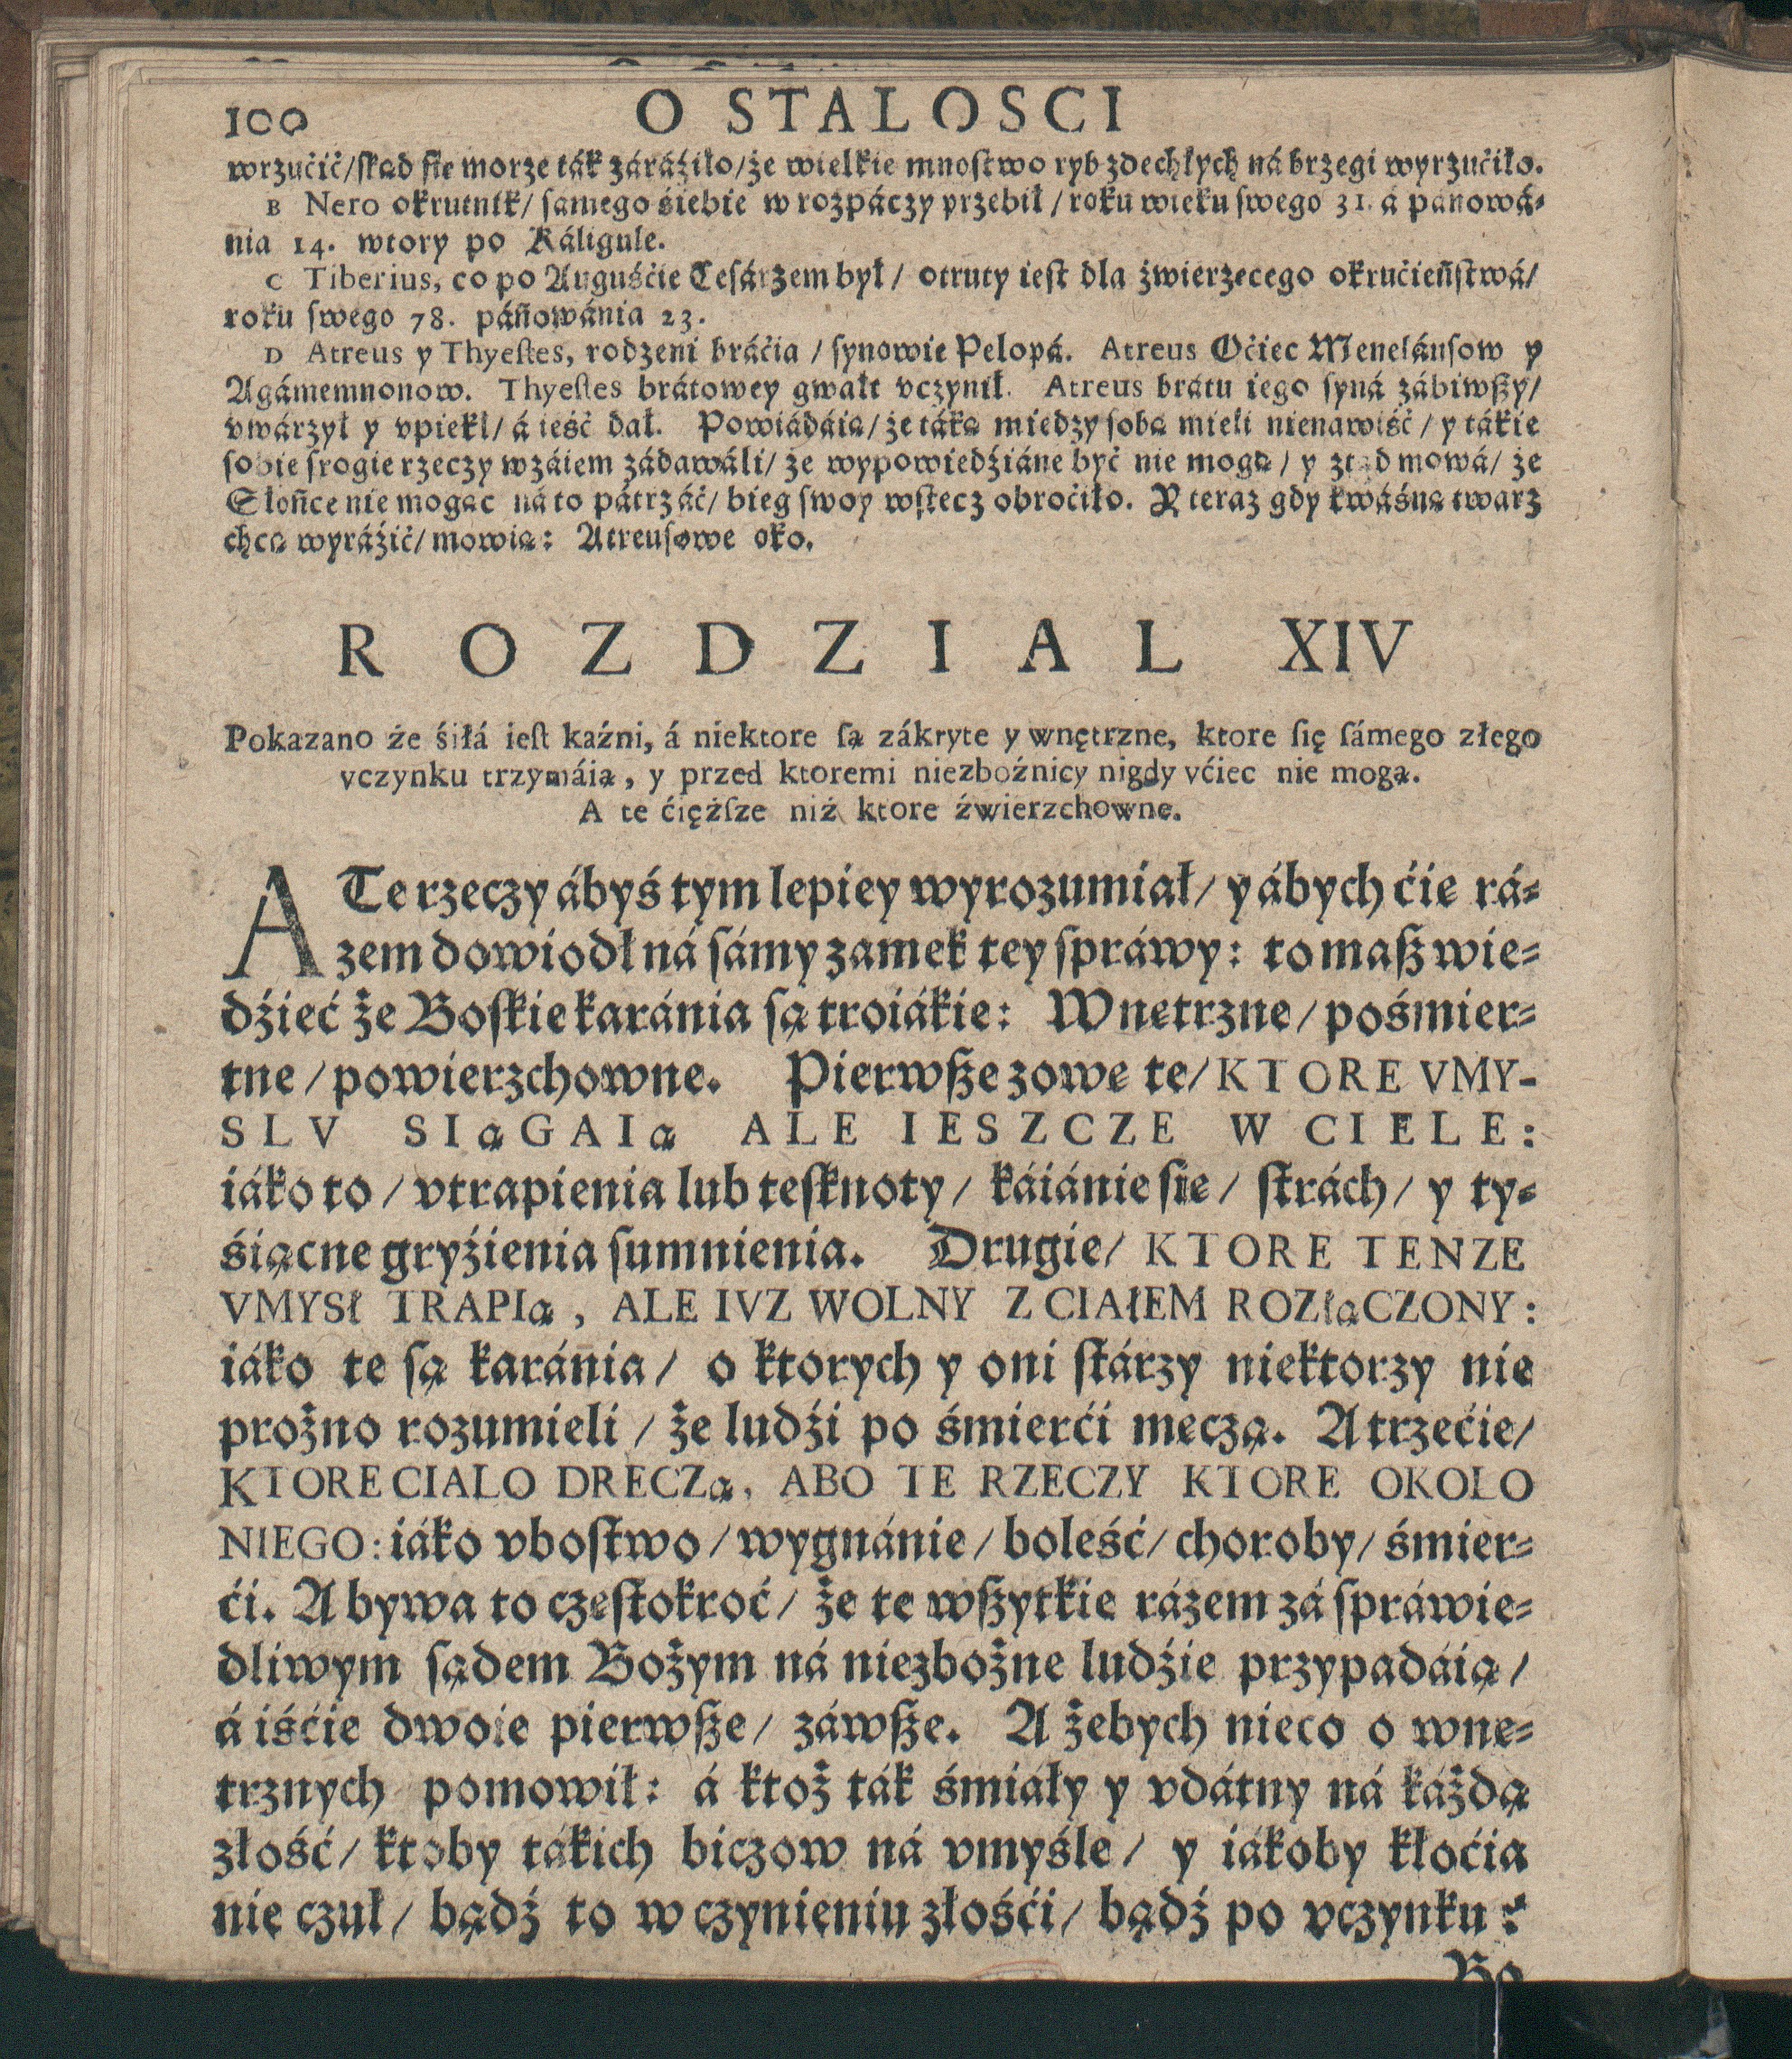 100 O STALOSCI
wrzućić/skąd sie morze ták záráźiło/że wielkie mnostwo ryb zdechłych ná brzegi wyrzućiło.
B Nero okrutnik/ samego śiebie w rozpáczy przebił/ roku wieku swego 31. á pánowá-
nia 14. wtory po Káligule.
C Tiberius, co po Auguśćie Cesárzem był/ otruty iest dla źwierzęcego okrućieństwá/
roku swego 78. páńowánia 23.
D Atreus y Thyestes, rodzeni bráćia / synowie Pelopá. Atreus Oćiec Meneláusow y
Agámemnonow. Thyestes brátowey gwałt vczynił. Atreus brátu iego syná zábiwszy/
vwárzył y vpiekł/ á ieść dał. Powiádáią/ że táką miedzy sobą mieli nienawiść/ y tákie
sobie srogie rzeczy wzáiem zádawáli/ że wypowiedźiáne być nie mogą/ y ztąd mowá/ że
Słońce nie mogąc ná to pátrzáć/ bieg swoy wstecz obroćiło. Y teraz gdy kwáśną twarz
chcą wyráźić/ mowią: Atreusowe oko.
ROZDZIAL XIV
Pokazano że śiłá iest kaźni, á niektore są zákryte y wnętrzne, ktore się sámego złego
vczynku trzymáią, y przed ktoremi niezboźnicy nigdy vćiec nie mogą.
A te ćięższe niż ktore źwierzchowne.
A Te rzeczy ábyś tym lepiey wyrozumiał/ y ábych ćie rá-
zem dowiodł ná sámy zamek tey spráwy: to masz wie-
dźieć że Boskie karánia są troiákie: Wnetrzne/ pośmier-
tne/ powierzchowne. Pierwsze zowe te/ KTORE VMY-
SLV SIąGAIą ALE IESZCZE W CIELE:
iáko to/ vtrapienia lub tesknoty/ káiánie sie/ strách/ y ty-
śiącne gryźienia sumnienia. Drugie/ KTORE TENZE
VMYSł TRAPIą, ALE IVZ WOLNY Z CIAłEM ROZłąCZONY:
iáko te są karánia/ o ktorych y oni stárzy niektorzy nie
prożno rozumieli/ że ludźi po śmierći męczą. A trzećie/
KTORE CIALO DRECZą, ABO TE RZECZY KTORE OKOLO
NIEGO: iáko vbostwo/ wygnánie/ boleść/ choroby/ śmier-
ći. A bywa to częstokroć/ że te wszytkie rázem zá spráwie-
dliwym sądem Bożym ná niezbożne ludźie przypadáią/
á iśćie dwoie pierwsze/ záwsze. A żebych nieco o wne-
trznych pomowił: á ktoż ták śmiáły y vdátny ná káżdą
złość/ ktoby tákich biczow ná vmyśle/ y iákoby kłoćia
nie czuł/ bądź to w czynieniu złośći/ bądź po vczynku?
Bo